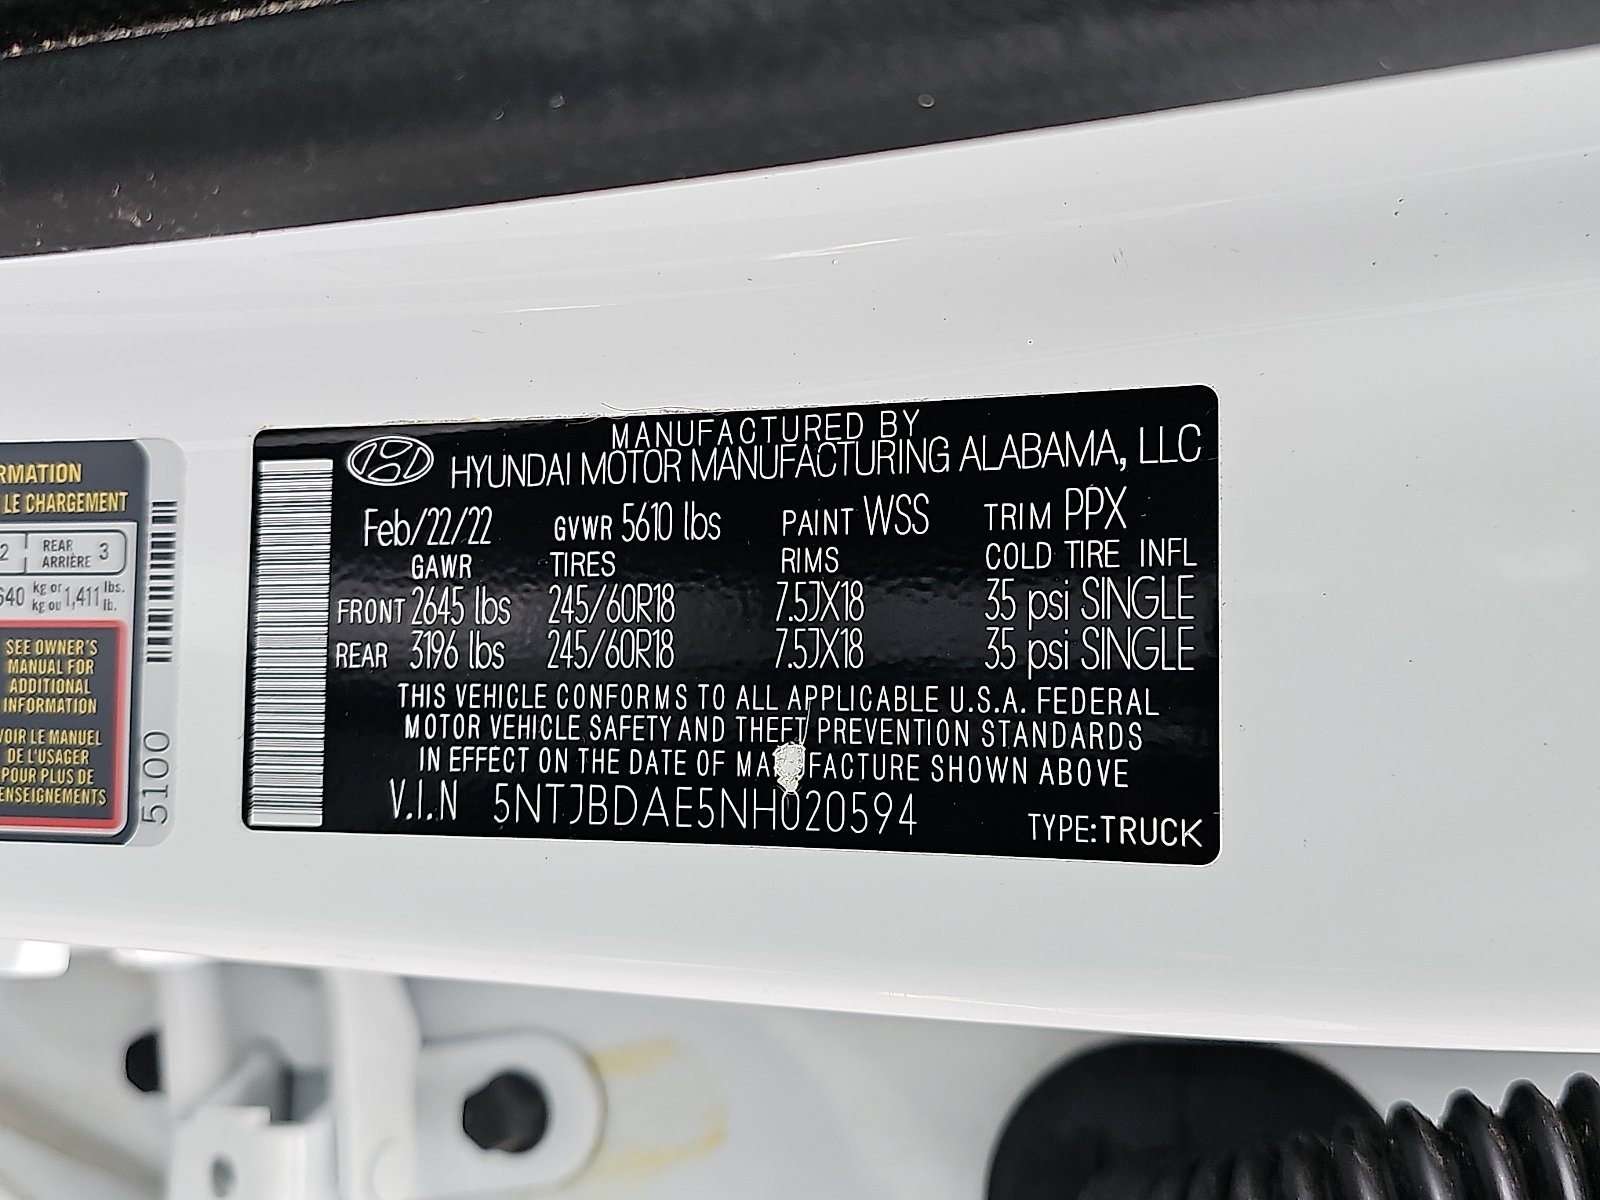 RMATION
LE CHARGEMENT
2 REAR ARRIÈRE 3
640 kg or 1,411 lbs.
kg ou lb.
SEE OWNER'S
MANUAL FOR
ADDITIONAL
INFORMATION
VOIR LE MANUEL
DE L'USAGER
POUR PLUS DE
ENSEIGNEMENTS
5100
MANUFACTURED BY
HYUNDAI MOTOR MANUFACTURING ALABAMA, LLC
Feb/22/22 GVWR 5610 lbs PAINT WSS TRIM PPX
GAWR TIRES RIMS COLD TIRE INFL
FRONT 2645 lbs 245/60R18 7.5JX18 35 psi SINGLE
REAR 3196 lbs 245/60R18 7.5JX18 35 psi SINGLE
THIS VEHICLE CONFORMS TO ALL APPLICABLE U.S.A. FEDERAL
MOTOR VEHICLE SAFETY AND THEFT PREVENTION STANDARDS
IN EFFECT ON THE DATE OF MA FACTURE SHOWN ABOVE
V.I.N 5NTJBDAE5NH020594 TYPE:TRUCK